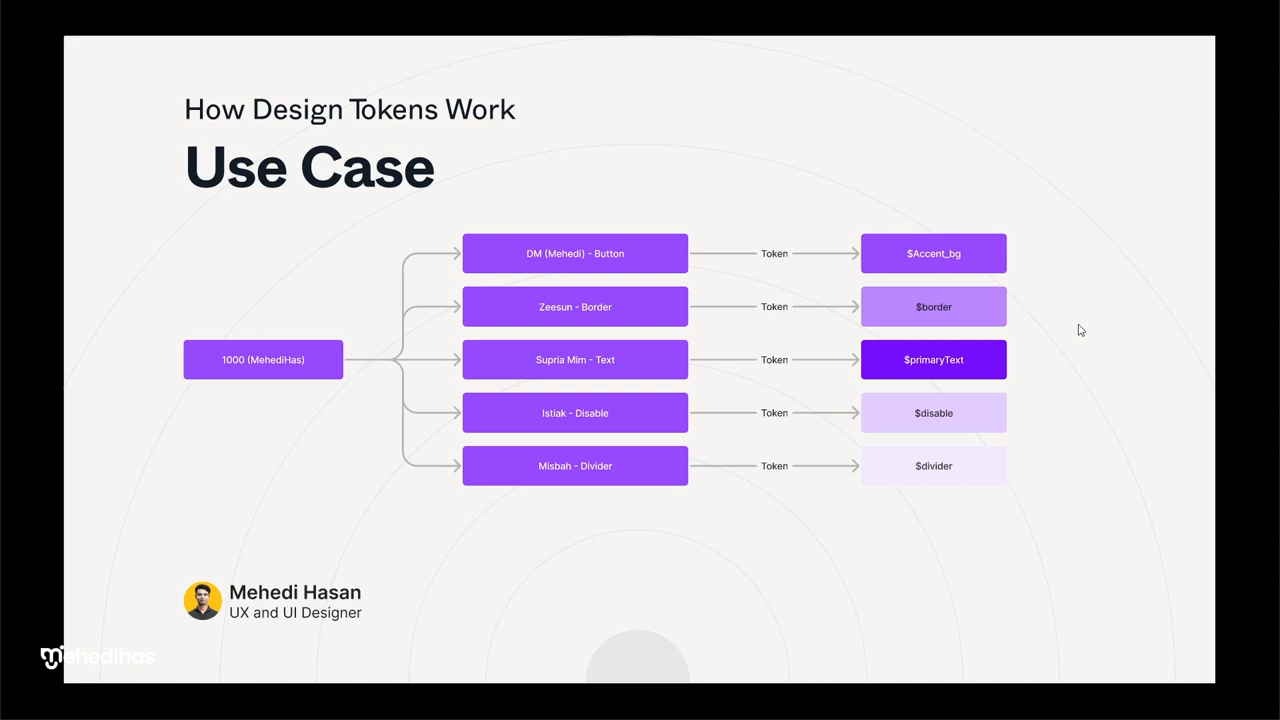 How Design Tokens Work
Use Case
DM (Mehedi) - Button
Token
$Accent_bg
Zeesun - Border
Token
$border
1000 (MehediHas)
Supria Mim - Text
Token
$primaryText
Istiak - Disable
Token
$disable
Misbah - Divider
Token
$divider
Mehedi Hasan
UX and UI Designer
mehedihas